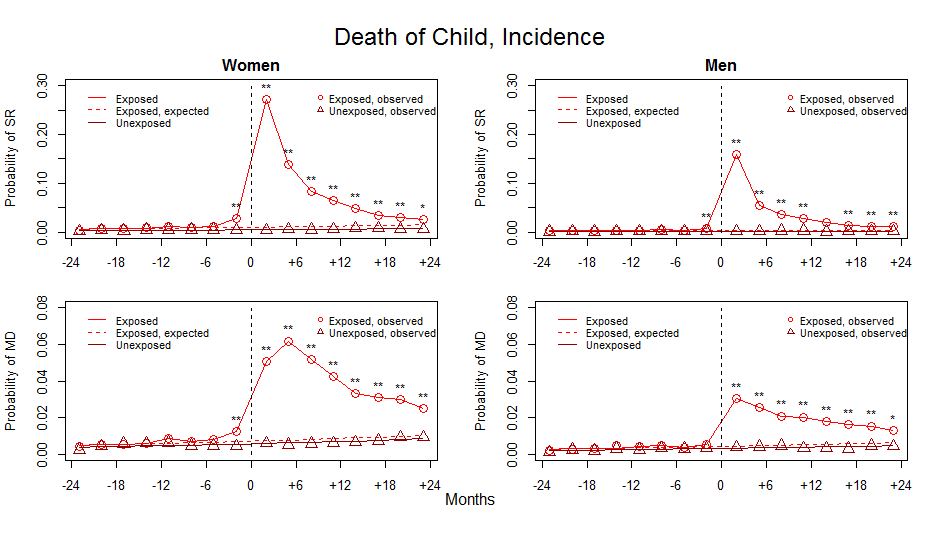 Death of Child, Incidence
Women
Probability of SR
0.00 0.10 0.20 0.30
Exposed
Exposed, expected
Unexposed
Exposed, observed
Unexposed, observed
** ** ** ** ** ** ** ** *
-24 -18 -12 -6 0 +6 +12 +18 +24
Men
Probability of SR
0.00 0.10 0.20 0.30
Exposed
Exposed, expected
Unexposed
Exposed, observed
Unexposed, observed
** ** ** ** ** ** ** **
-24 -18 -12 -6 0 +6 +12 +18 +24
Probability of MD
0.00 0.02 0.04 0.06 0.08
Exposed
Exposed, expected
Unexposed
Exposed, observed
Unexposed, observed
** ** ** ** ** ** ** ** **
-24 -18 -12 -6 0 +6 +12 +18 +24
Probability of MD
0.00 0.02 0.04 0.06 0.08
Exposed
Exposed, expected
Unexposed
Exposed, observed
Unexposed, observed
** ** ** ** ** ** ** *
-24 -18 -12 -6 0 +6 +12 +18 +24
Months